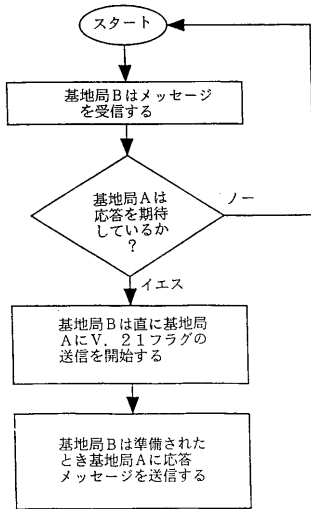 スタート
基地局Bはメッセージ
を受信する
基地局Aは
応答を期待
しているか
?
ノー
イエス
基地局Bは直に基地局
AにV.21フラグの
送信を開始する
基地局Bは準備された
とき基地局Aに応答
メッセージを送信する